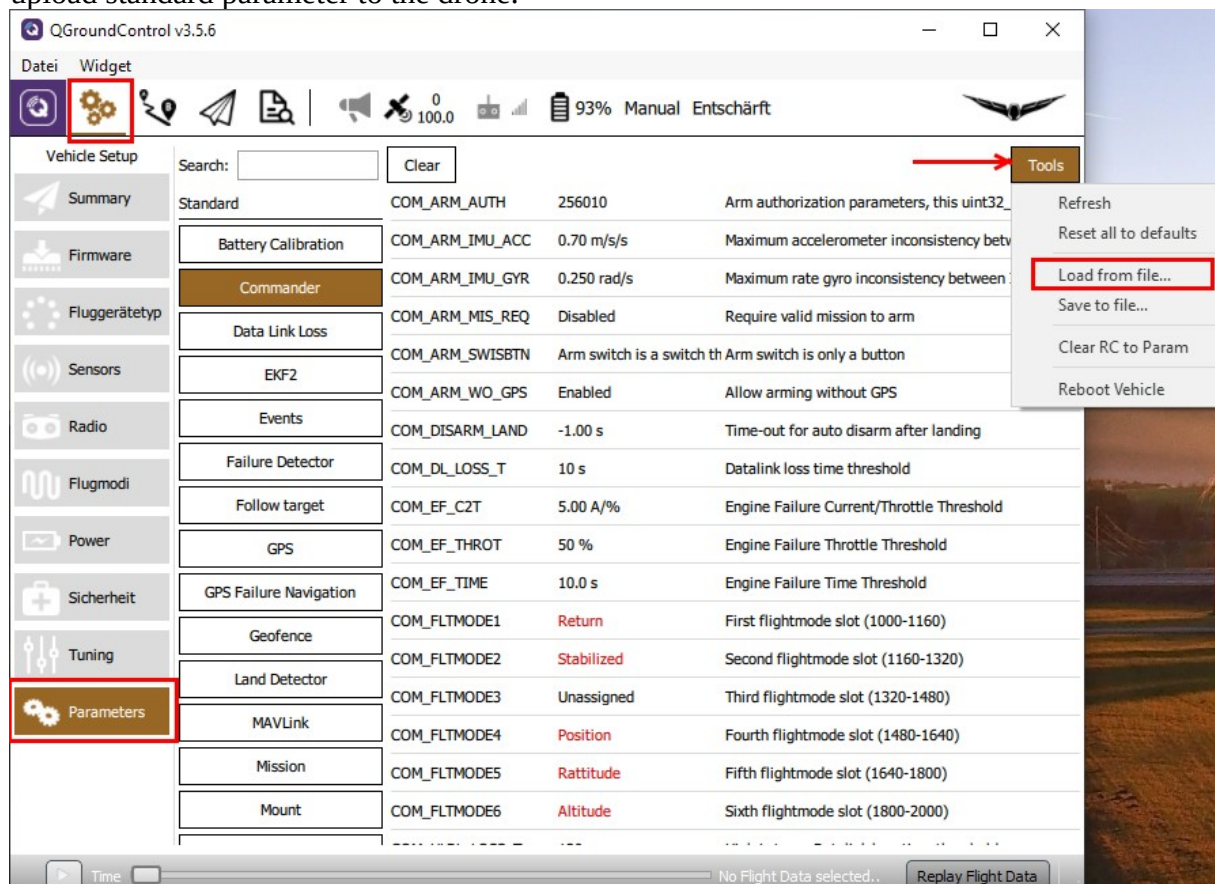 upload standard parameter to the drone.
QGroundControl v3.5.6
Datei Widget
0
100.0
93% Manual Entschärft
Vehicle Setup
Search:
Clear
Tools
Summary
Firmware
Fluggerätetyp
Sensors
Radio
Flugmodi
Power
Sicherheit
Tuning
Parameters
Standard
Battery Calibration
Commander
Data Link Loss
EKF2
Events
Failure Detector
Follow target
GPS
GPS Failure Navigation
Geofence
Land Detector
MAVLink
Mission
Mount
COM_ARM_AUTH 256010 Arm authorization parameters, this uint32_
COM_ARM_IMU_ACC 0.70 m/s/s Maximum accelerometer inconsistency betw
COM_ARM_IMU_GYR 0.250 rad/s Maximum rate gyro inconsistency between
COM_ARM_MIS_REQ Disabled Require valid mission to arm
COM_ARM_SWISBTN Arm switch is a switch th Arm switch is only a button
COM_ARM_WO_GPS Enabled Allow arming without GPS
COM_DISARM_LAND -1.00 s Time-out for auto disarm after landing
COM_DL_LOSS_T 10 s Datalink loss time threshold
COM_EF_C2T 5.00 A/% Engine Failure Current/Throttle Threshold
COM_EF_THROT 50 % Engine Failure Throttle Threshold
COM_EF_TIME 10.0 s Engine Failure Time Threshold
COM_FLTMODE1 Return First flightmode slot (1000-1160)
COM_FLTMODE2 Stabilized Second flightmode slot (1160-1320)
COM_FLTMODE3 Unassigned Third flightmode slot (1320-1480)
COM_FLTMODE4 Position Fourth flightmode slot (1480-1640)
COM_FLTMODE5 Rattitude Fifth flightmode slot (1640-1800)
COM_FLTMODE6 Altitude Sixth flightmode slot (1800-2000)
Refresh
Reset all to defaults
Load from file...
Save to file...
Clear RC to Param
Reboot Vehicle
Time
No Flight Data selected..
Replay Flight Data